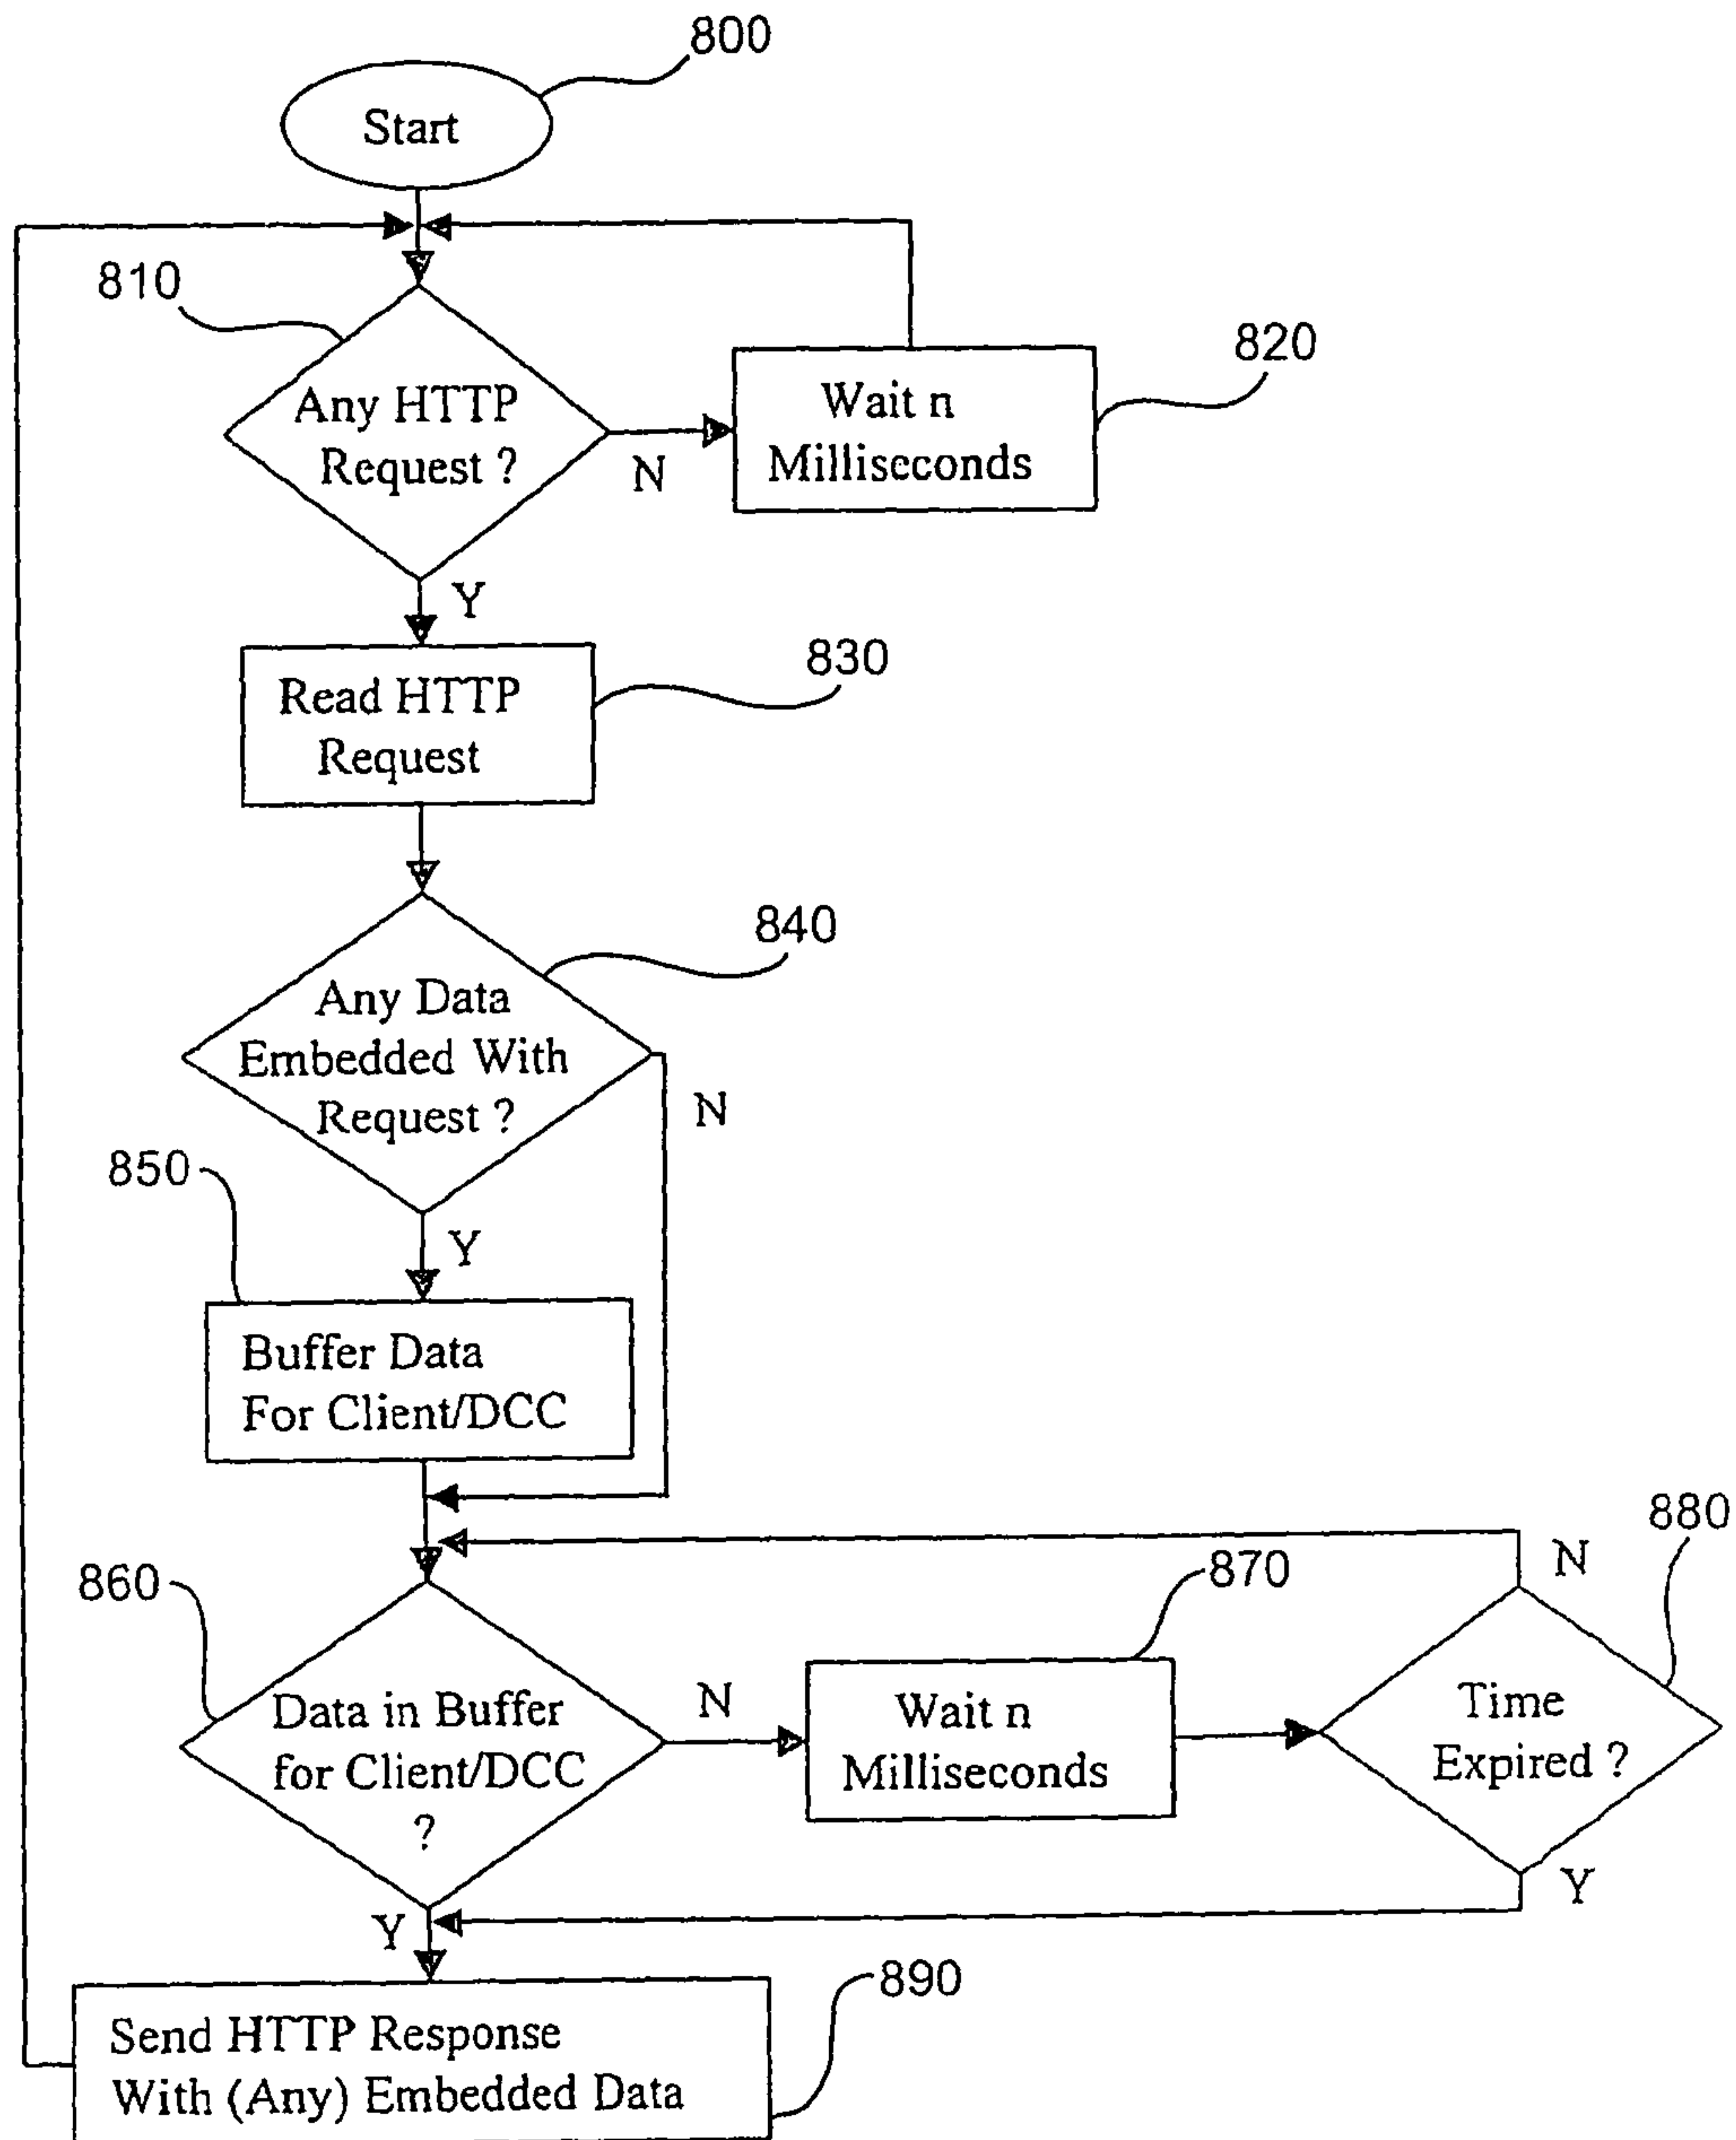 800
Start
810
Any HTTP
Request ?
N
Wait n
Milliseconds
820
Y
Read HTTP
Request
830
840
Any Data
Embedded With
Request ?
N
850
Y
Buffer Data
For Client/DCC
860
Data in Buffer
for Client/DCC
?
N
870
Wait n
Milliseconds
880
N
Time
Expired ?
Y
Y
890
Send HTTP Response
With (Any) Embedded Data